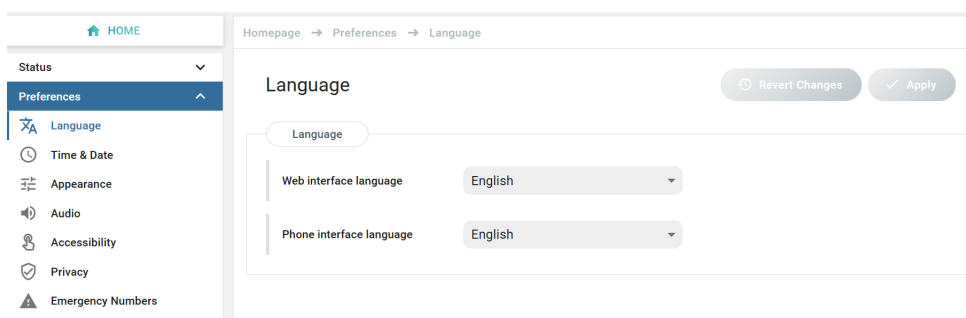 HOME
Homepage → Preferences → Language
Status
Preferences
Language
Time & Date
Appearance
Audio
Accessibility
Privacy
Emergency Numbers
Language
Revert Changes
Apply
Language
Web interface language
English
Phone interface language
English